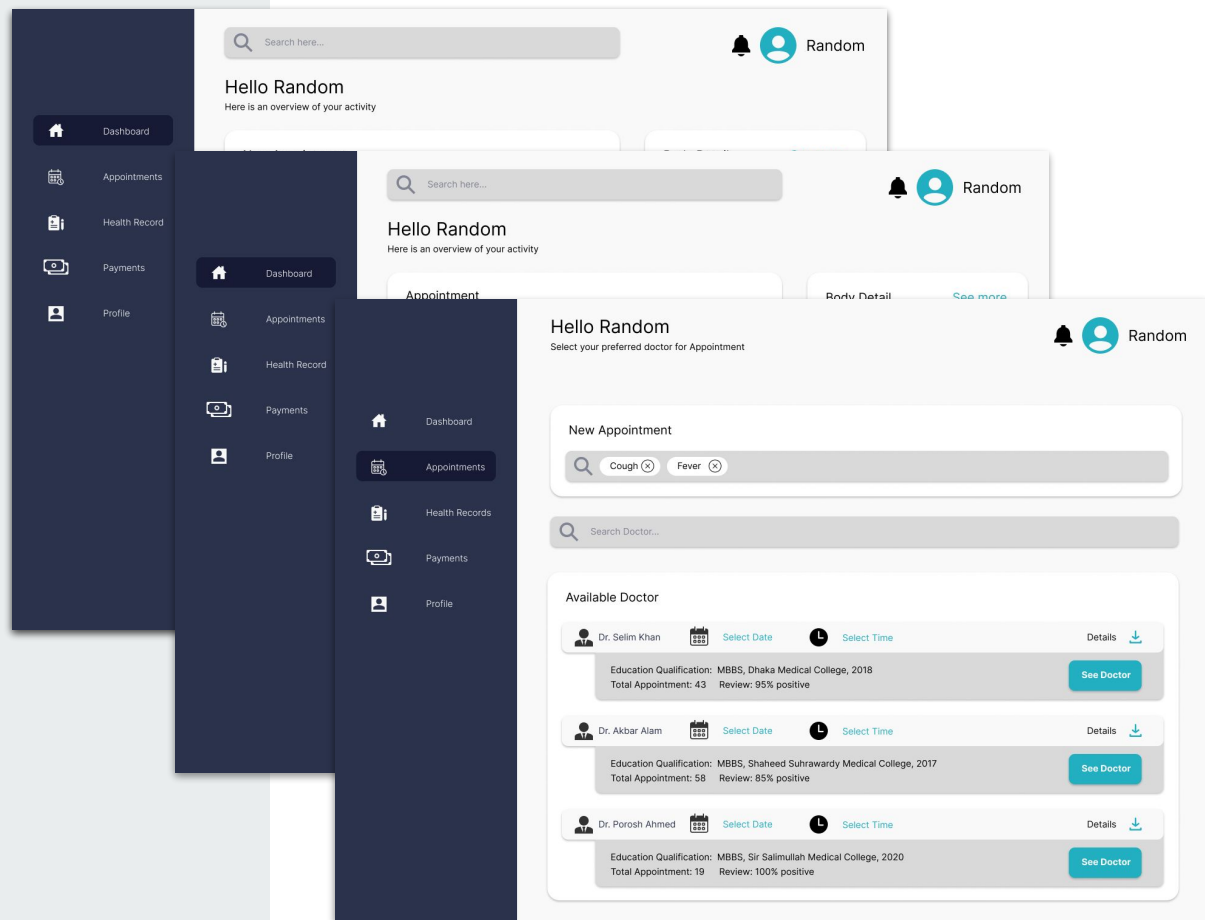 Search here...
Random
Hello Random
Here is an overview of your activity
Dashboard
Appointments
Health Record
Payments
Profile
Search here...
Random
Hello Random
Here is an overview of your activity
Dashboard
Appointments
Health Record
Payments
Profile
Appointment
Body Detail See more
Hello Random
Select your preferred doctor for Appointment
Random
Dashboard
Appointments
Health Records
Payments
Profile
New Appointment
Cough Fever
Search Doctor...
Available Doctor
Dr. Selim Khan Select Date Select Time Details
Education Qualification: MBBS, Dhaka Medical College, 2018
Total Appointment: 43 Review: 95% positive
See Doctor
Dr. Akbar Alam Select Date Select Time Details
Education Qualification: MBBS, Shaheed Suhrawardy Medical College, 2017
Total Appointment: 58 Review: 85% positive
See Doctor
Dr. Porosh Ahmed Select Date Select Time Details
Education Qualification: MBBS, Sir Salimullah Medical College, 2020
Total Appointment: 19 Review: 100% positive
See Doctor